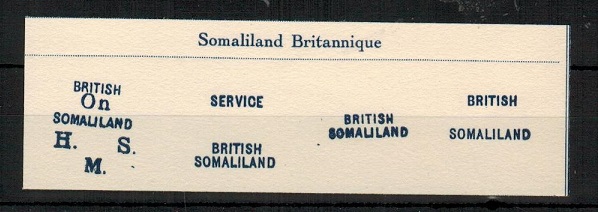 Somaliland Britannique
BRITISH
On
SOMALILAND
H. S.
M.
SERVICE
BRITISH
SOMALILAND
BRITISH
SOMALILAND
BRITISH
SOMALILAND